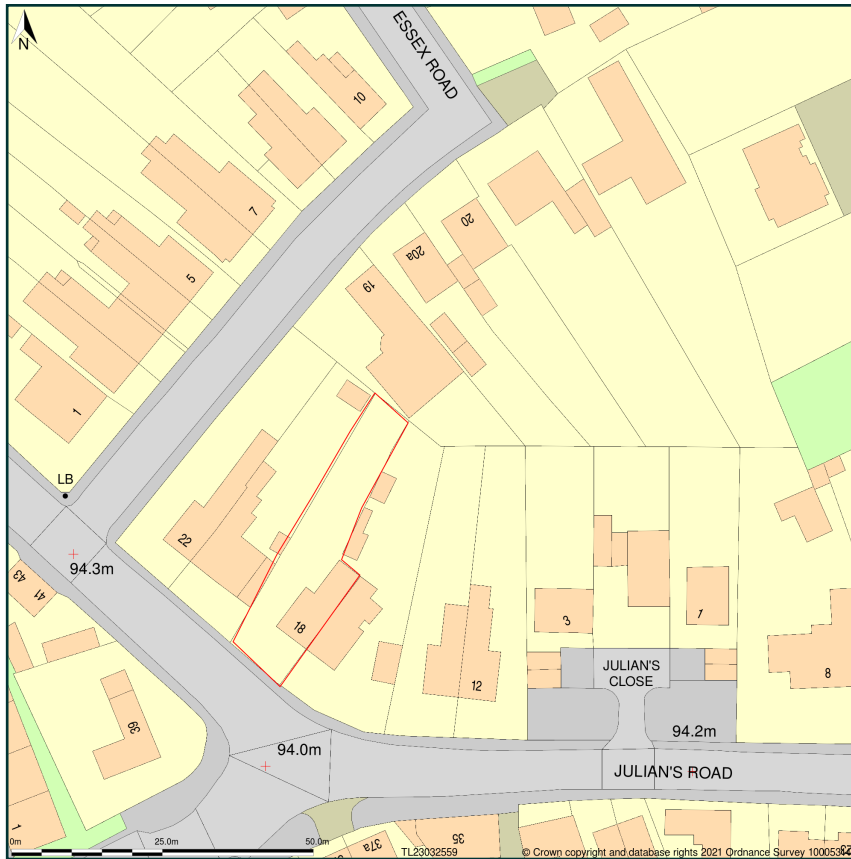 N
ESSEX ROAD
10
7
20
20a
5
19
1
LB
22
94.3m
43
41
18
3
1
12
JULIAN'S
CLOSE
8
39
94.2m
94.0m
JULIAN'S ROAD
1
37a
35
0m
25.0m
50.0m
TL23032559
© Crown copyright and database rights 2021 Ordnance Survey